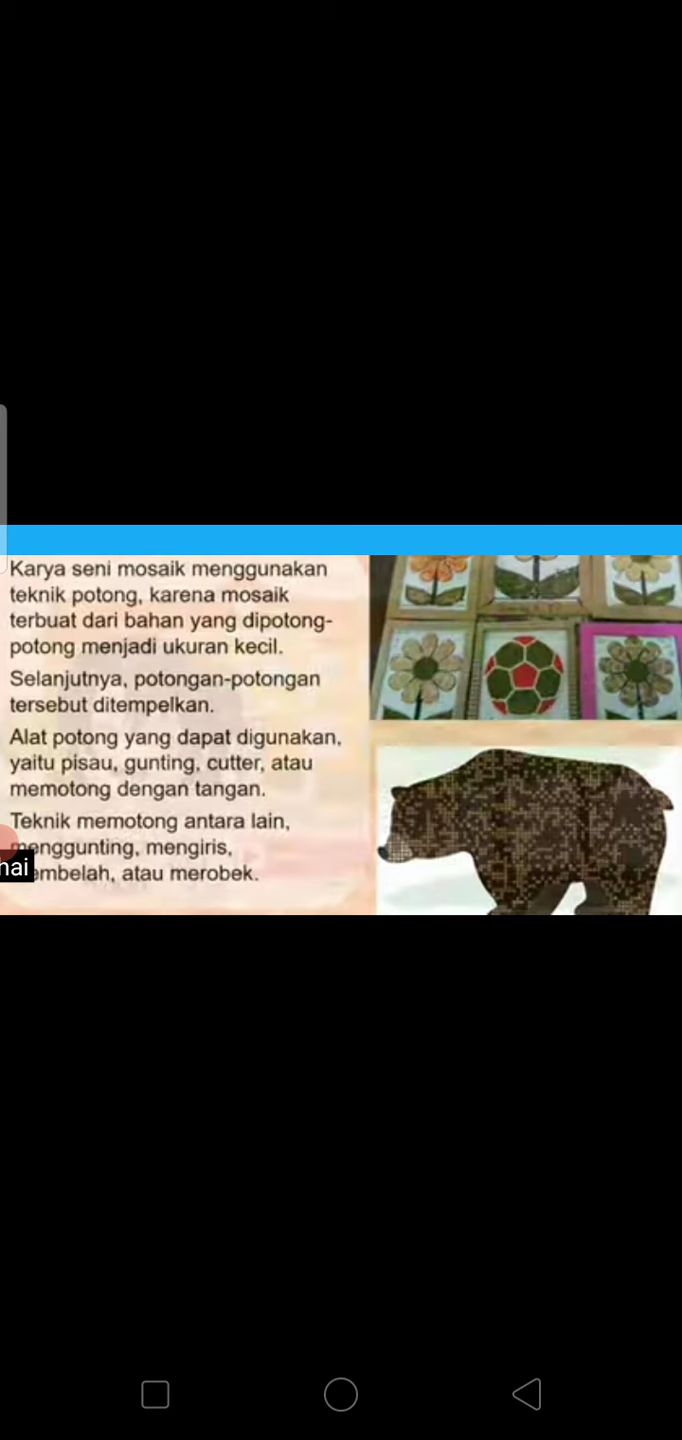 Karya seni mosaik menggunakan
teknik potong, karena mosaik
terbuat dari bahan yang dipotong-
potong menjadi ukuran kecil.
Selanjutnya, potongan-potongan
tersebut ditempelkan.
Alat potong yang dapat digunakan,
yaitu pisau, gunting, cutter, atau
memotong dengan tangan.
Teknik memotong antara lain,
menggunting, mengiris,
hai
embelah, atau merobek.